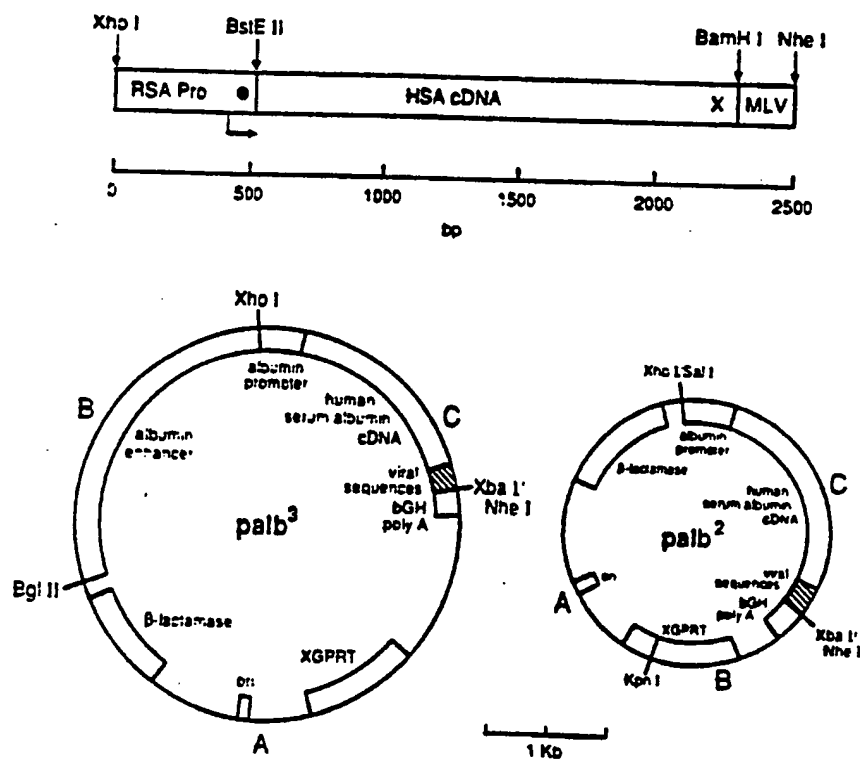 Xho I
BstE II
BamH I Nhe I
RSA Pro
HSA cDNA
X
MLV
0
500
1000
1500
2000
2500
bp
Xho I
albumin
promoter
human
serum albumin
cDNA
B
C
albumin
enhancer
viral
sequences
bGH
poly A
Xba I'
Nhe I
palb3
Bgl II
β-lactamase
XGPRT
ori
A
Xho I'Sal I
albumin
promoter
β-lactamase
human
serum albumin
cDNA
C
palb2
ori
A
viral
sequences
bGH
poly A
Xba I'
Nhe I
XGPRT
Kpn I
B
1 Kb